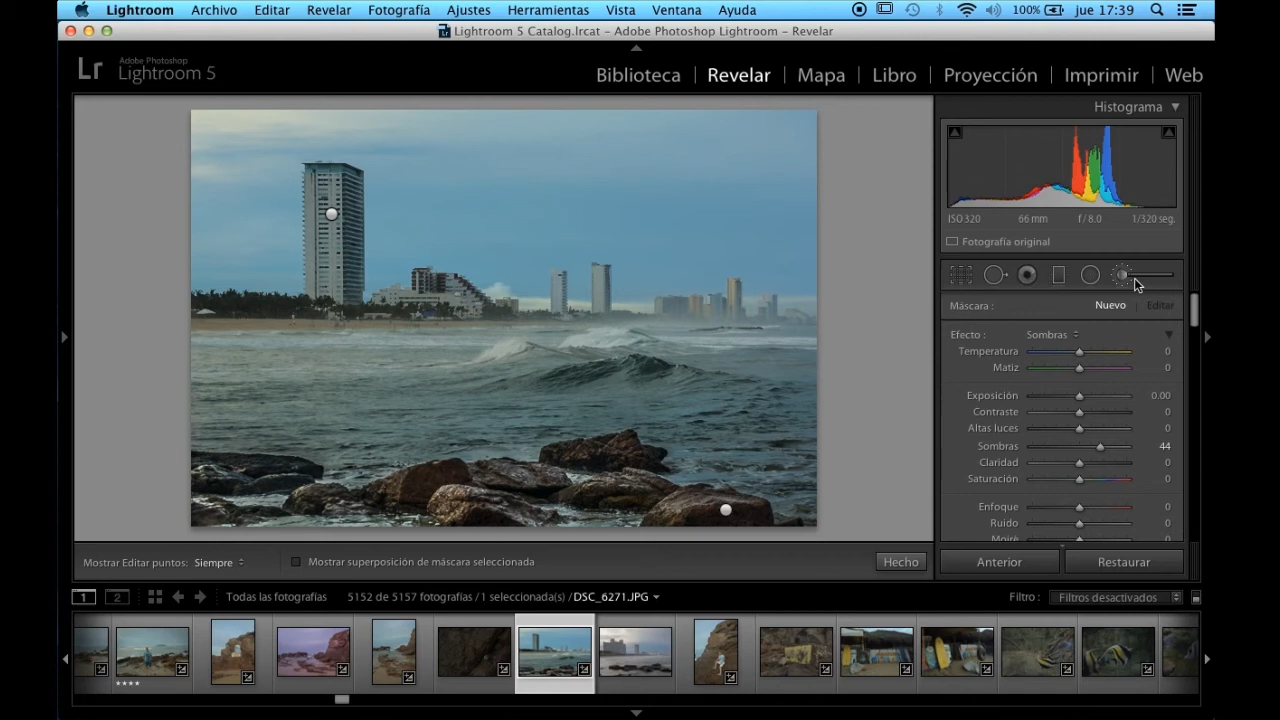 Lightroom Archivo Editar Revelar Fotografía Ajustes Herramientas Vista Ventana Ayuda 100% jue 17:39
Lightroom 5 Catalog.lrcat – Adobe Photoshop Lightroom – Revelar
Lr Adobe Photoshop
Lightroom 5
Biblioteca | Revelar | Mapa | Libro | Proyección | Imprimir | Web
Histograma
ISO 320 66 mm f / 8.0 1/320 seg.
Fotografía original
Máscara : Nuevo Editar
Efecto : Sombras
Temperatura 0
Matiz 0
Exposición 0.00
Contraste 0
Altas luces 0
Sombras 44
Claridad 0
Saturación 0
Enfoque 0
Ruido 0
Moiré
Mostrar Editar puntos: Siempre Mostrar superposición de máscara seleccionada Hecho Anterior Restaurar
1 2 Todas las fotografías 5152 de 5157 fotografías / 1 seleccionada(s) / DSC_6271.JPG Filtro : Filtros desactivados
★★★★